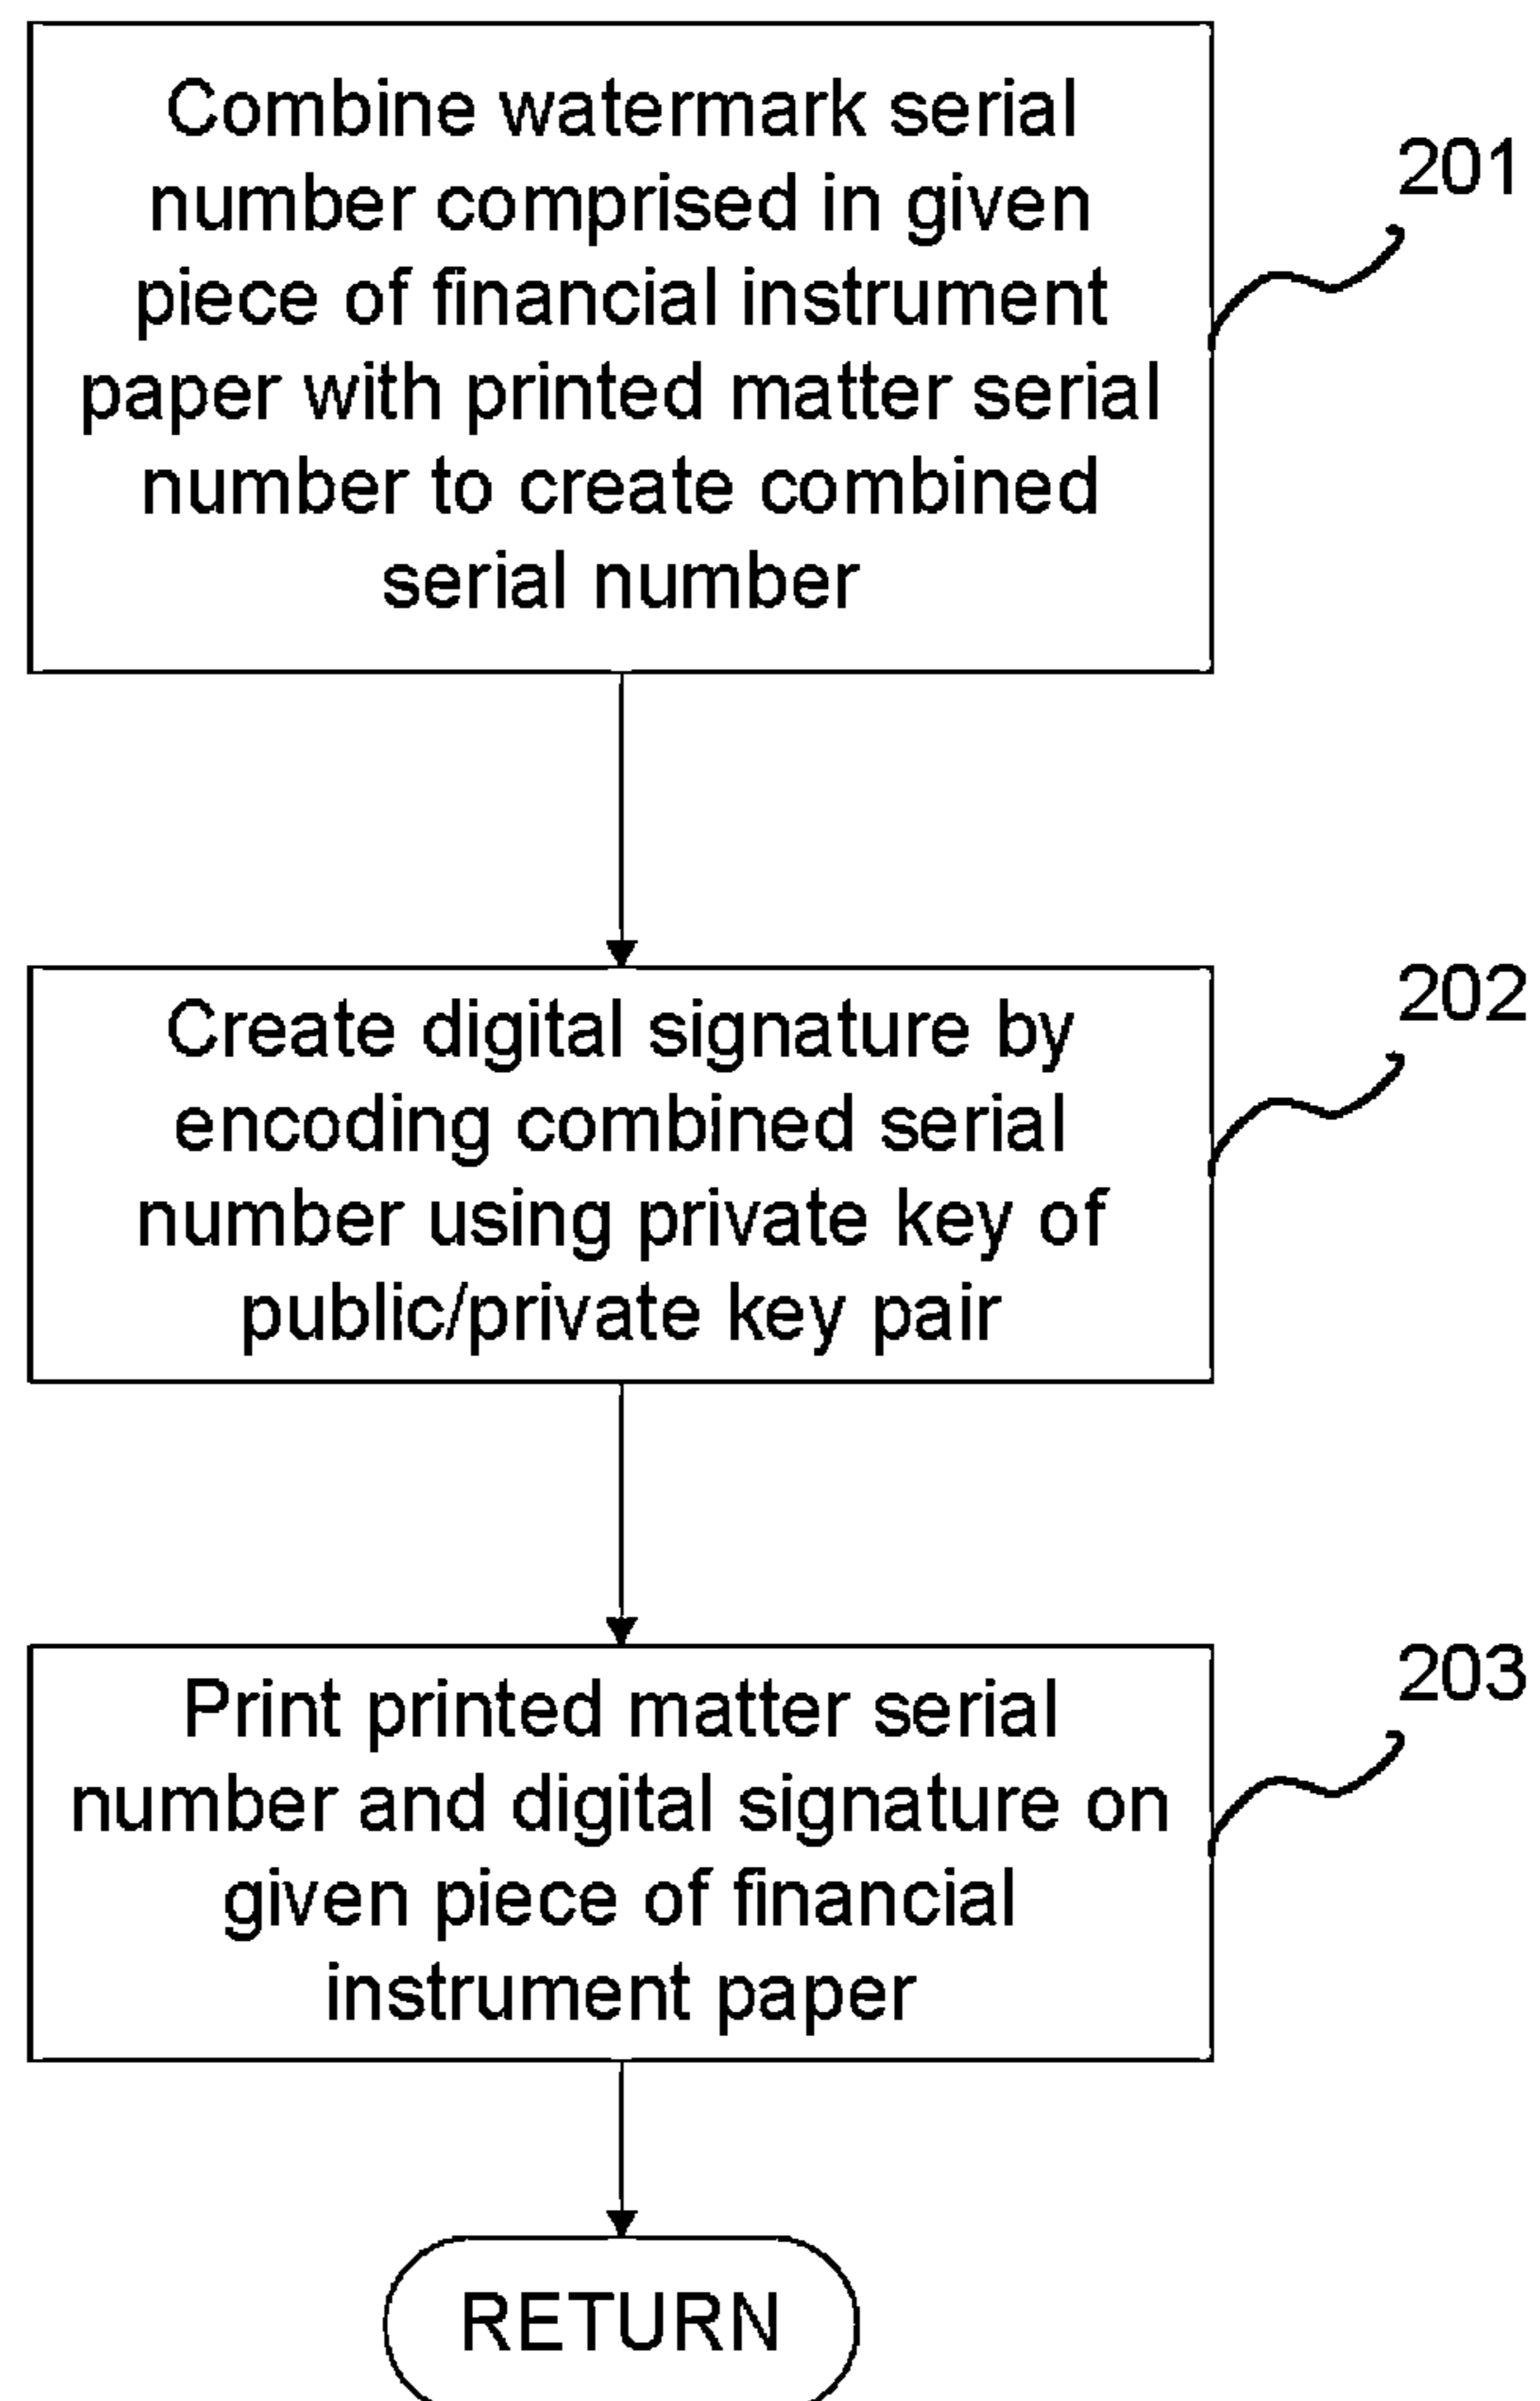 Combine watermark serial
number comprised in given
piece of financial instrument
paper with printed matter serial
number to create combined
serial number
201
Create digital signature by
encoding combined serial
number using private key of
public/private key pair
202
Print printed matter serial
number and digital signature on
given piece of financial
instrument paper
203
RETURN